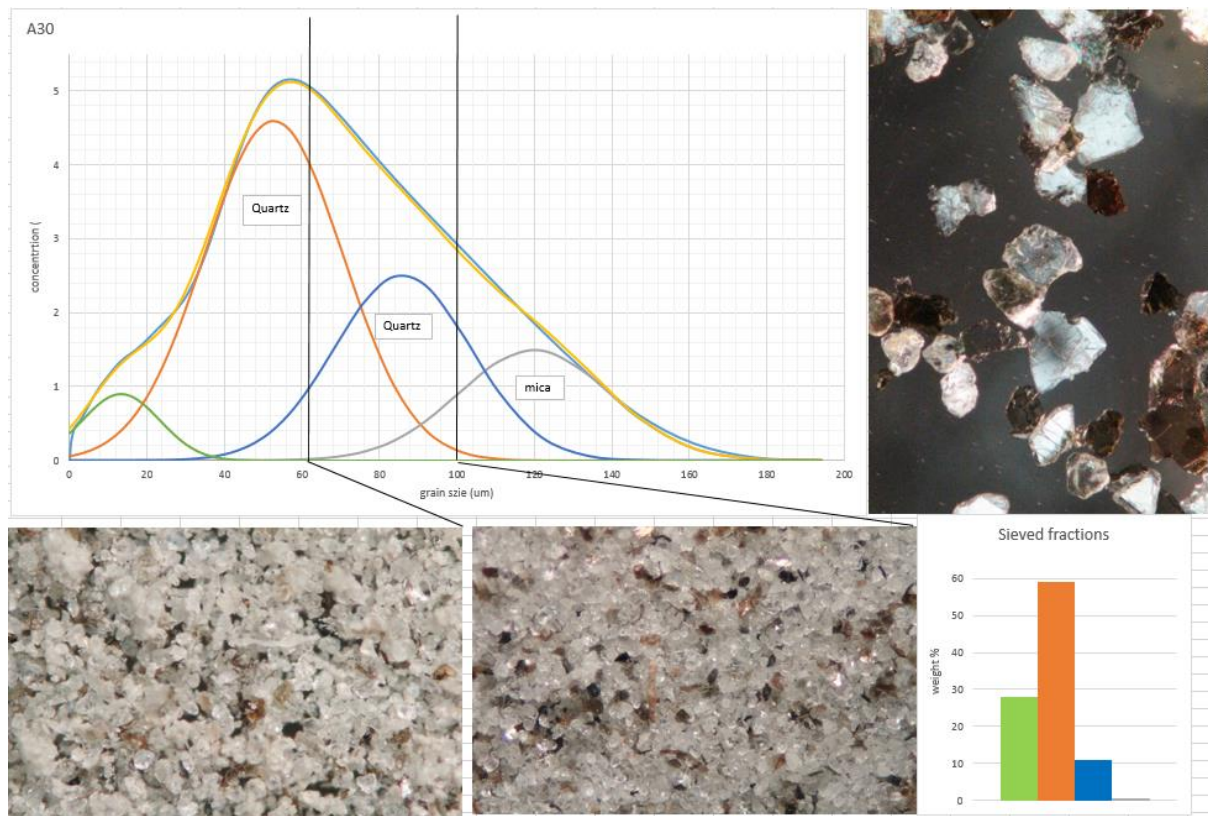 A30
5
4
3
2
1
0
concentrtion (
Quartz
Quartz
mica
0 20 40 60 80 100 120 140 160 180 200
grain szie (um)
Sieved fractions
60
50
40
30
20
10
0
weight %